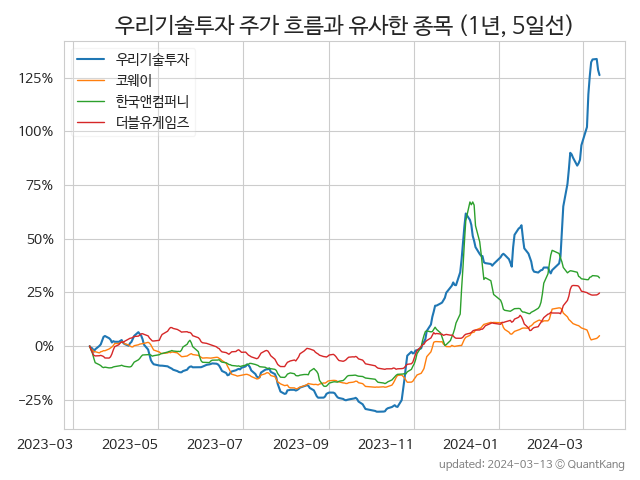 우리기술투자 주가 흐름과 유사한 종목 (1년, 5일선)
우리기술투자
코웨이
한국앤컴퍼니
더블유게임즈
125%
100%
75%
50%
25%
0%
−25%
2023-03 2023-05 2023-07 2023-09 2023-11 2024-01 2024-03
updated: 2024-03-13 © QuantKang